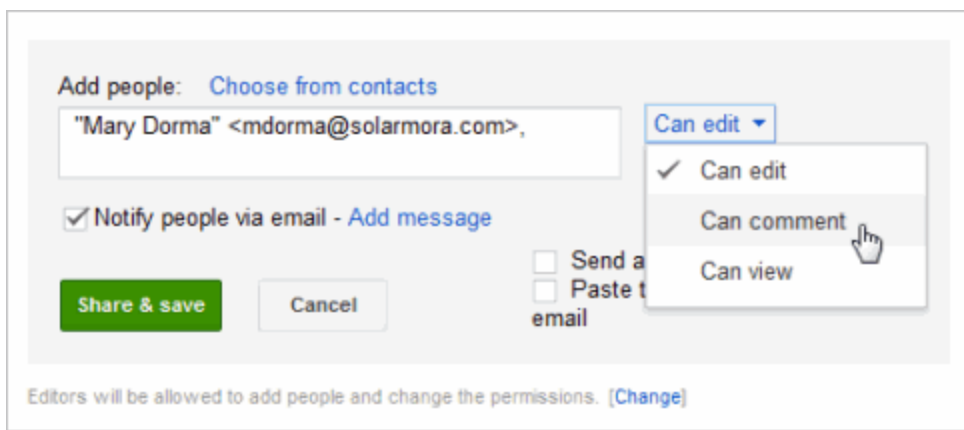 Add people: Choose from contacts
"Mary Dorma" <mdorma@solarmora.com>,
Can edit
Can edit
Can comment
Can view
Notify people via email - Add message
Send a
Paste t
email
Share & save
Cancel
Editors will be allowed to add people and change the permissions. [Change]